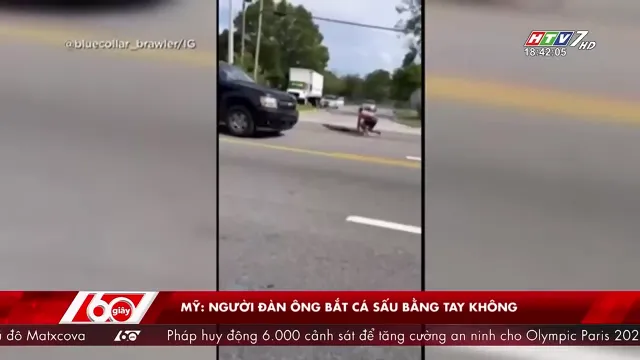 @bluecollar_brawler/IG
HTV7 HD
18:42:05
60 giây
MỸ: NGƯỜI ĐÀN ÔNG BẮT CÁ SẤU BẰNG TAY KHÔNG
ủ đô Matxcova 60 Pháp huy động 6.000 cảnh sát để tăng cường an ninh cho Olympic Paris 202